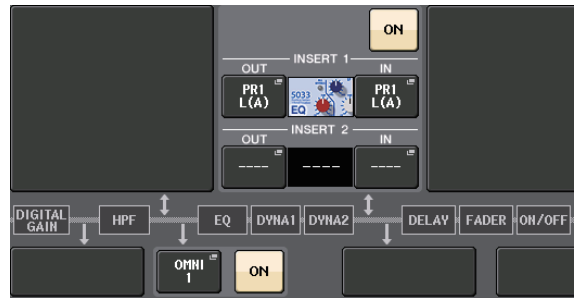 ON
INSERT 1
OUT IN
PR1 L(A)
5033 EQ
PR1 L(A)
INSERT 2
OUT IN
---- ---- ----
DIGITAL GAIN HPF EQ DYNA1 DYNA2 DELAY FADER ON/OFF
OMNI 1
ON